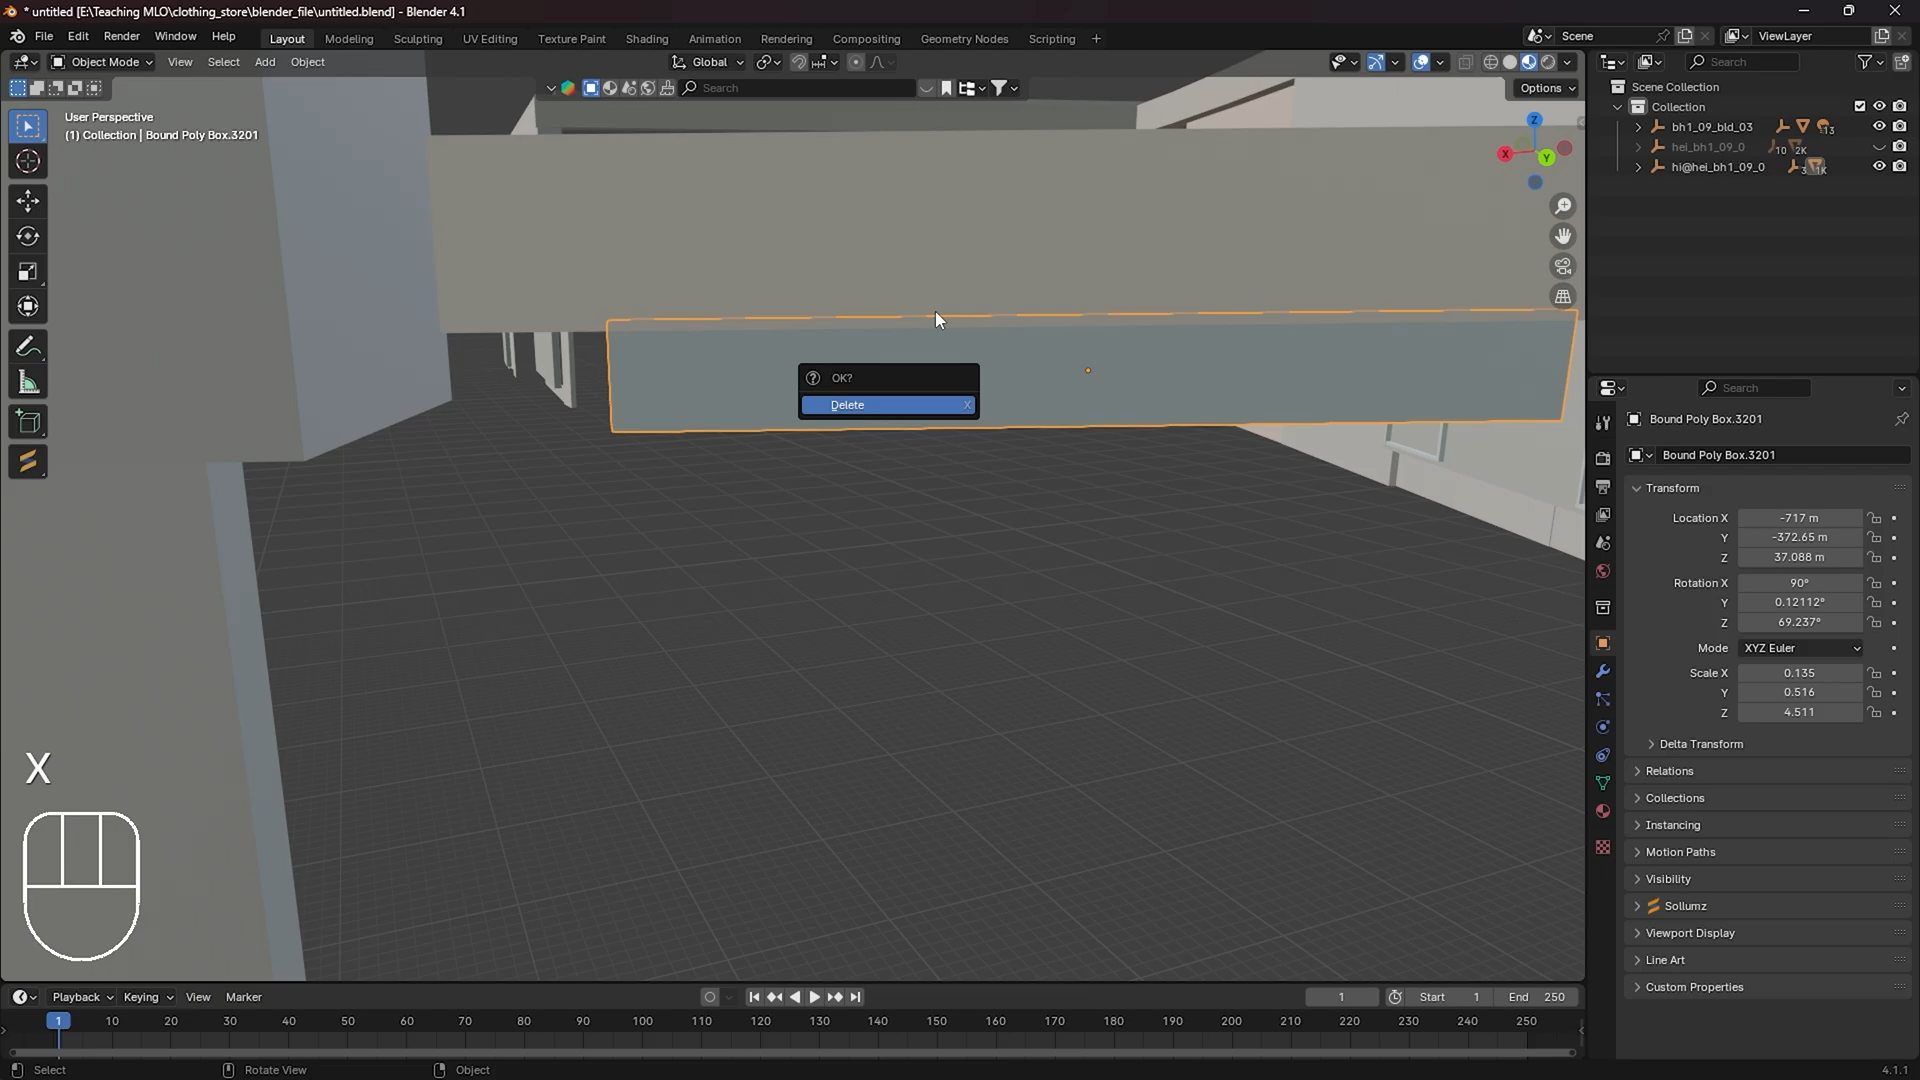 * untitled [E:\Teaching MLO\clothing_store\blender_file\untitled.blend] - Blender 4.1
File Edit Render Window Help Layout Modeling Sculpting UV Editing Texture Paint Shading Animation Rendering Compositing Geometry Nodes Scripting + Scene ViewLayer
Object Mode View Select Add Object Global Search
Search Options
User Perspective
(1) Collection | Bound Poly Box.3201
Scene Collection
Collection
bh1_09_bld_03 13
hei_bh1_09_0 10 2K
hi@hei_bh1_09_0 3 1K
Z
X
Y
OK?
Delete X
Search
Bound Poly Box.3201
Bound Poly Box.3201
Transform
Location X -717 m
Y -372.65 m
Z 37.088 m
Rotation X 90°
Y 0.12112°
Z 69.237°
Mode XYZ Euler
Scale X 0.135
Y 0.516
Z 4.511
Delta Transform
Relations
Collections
Instancing
Motion Paths
Visibility
Sollumz
Viewport Display
Line Art
Custom Properties
X
Playback Keying View Marker 1 Start 1 End 250
1 10 20 30 40 50 60 70 80 90 100 110 120 130 140 150 160 170 180 190 200 210 220 230 240 250
Select Rotate View Object 4.1.1